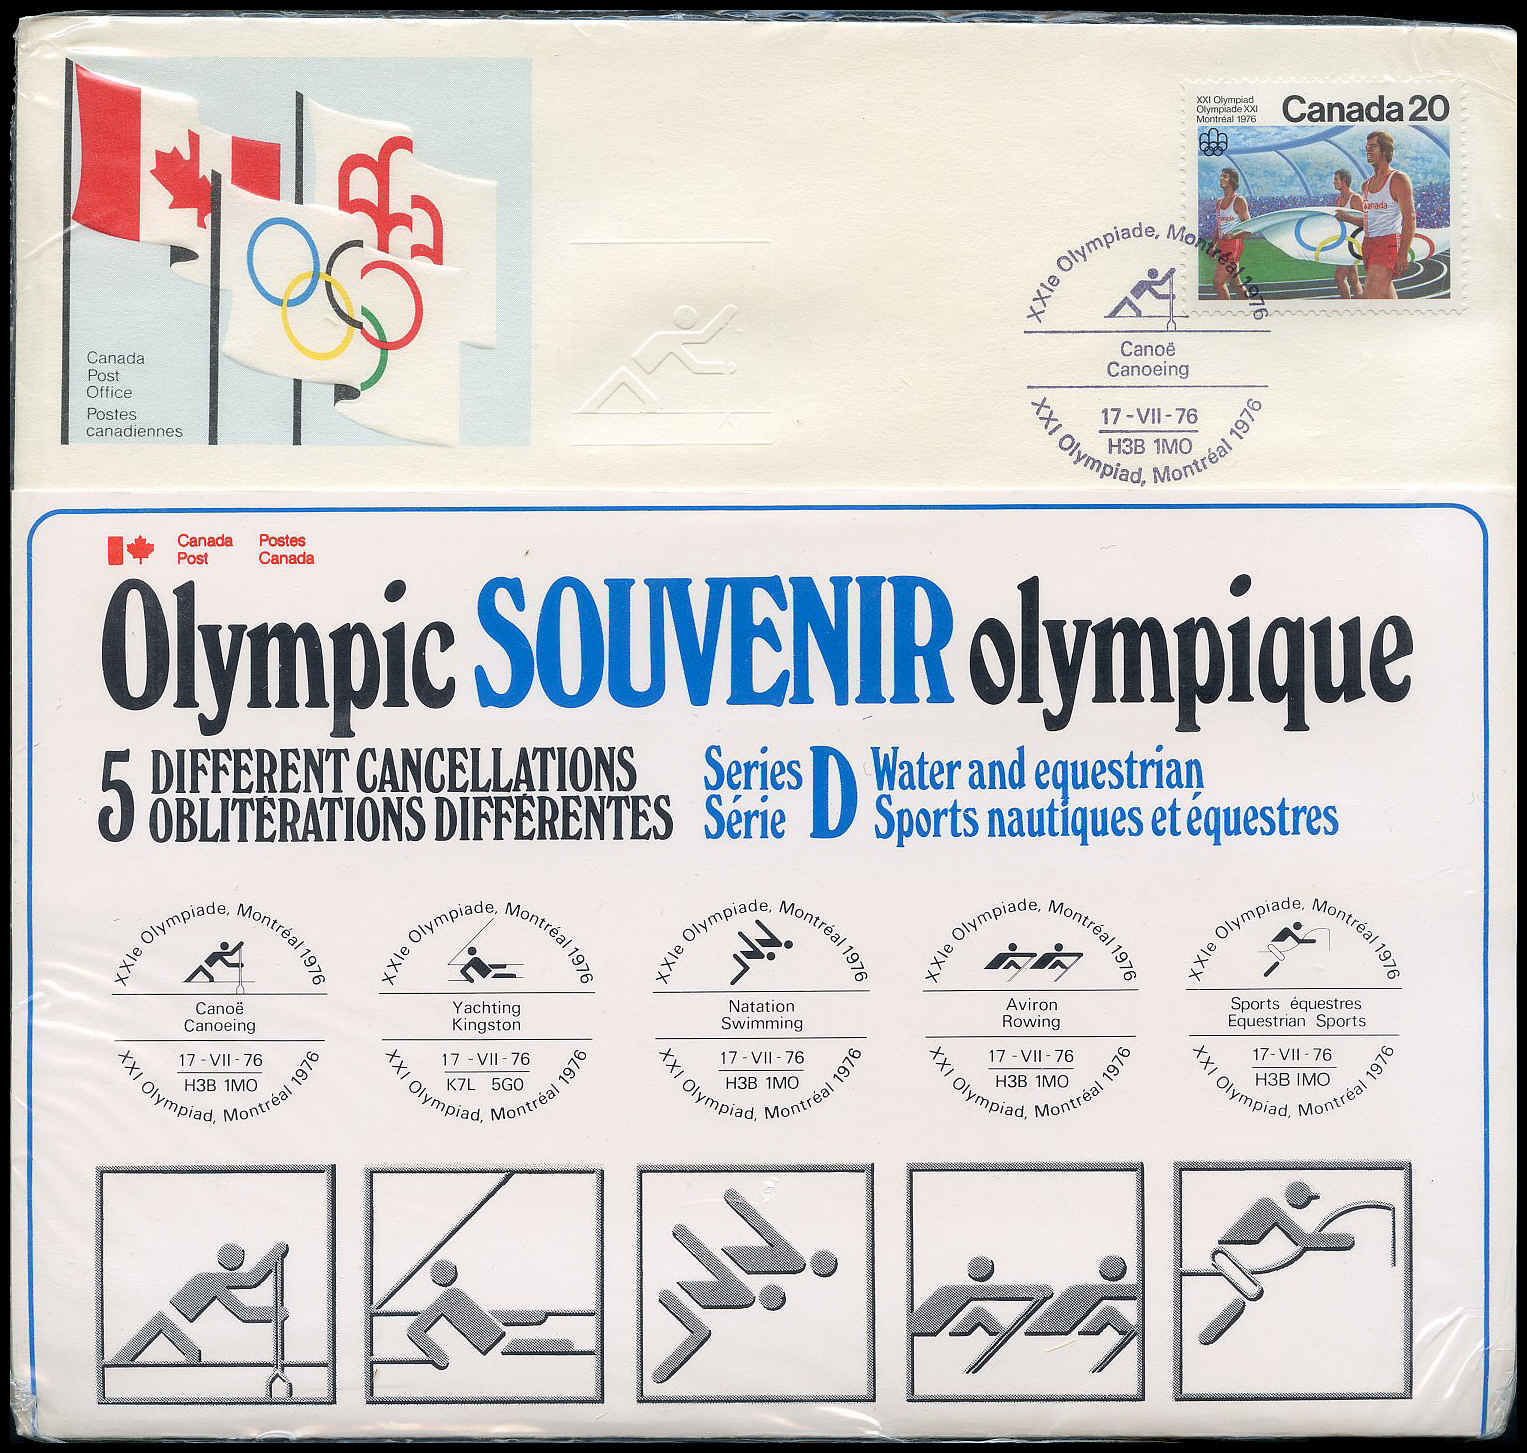 Canada
Post
Office
Postes
canadiennes
XXI Olympiad
Olympiade XXI
Montréal 1976
Canada 20
Canada
XXIe Olympiade, Montréal 1976
Canoë
Canoeing
17-VII-76
H3B 1M0
XXI Olympiad, Montréal 1976
Canada
Post
Postes
Canada
Olympic SOUVENIR olympique
5 DIFFERENT CANCELLATIONS
OBLITÉRATIONS DIFFÉRENTES
Series D Water and equestrian
Série Sports nautiques et équestres
XXIe Olympiade, Montréal 1976
Canoë
Canoeing
17-VII-76
H3B 1MO
XXI Olympiad, Montréal 1976
XXIe Olympiade, Montréal 1976
Yachting
Kingston
17-VII-76
K7L 5G0
XXI Olympiad, Montréal 1976
XXIe Olympiade, Montréal 1976
Natation
Swimming
17-VII-76
H3B 1MO
XXI Olympiad, Montréal 1976
XXIe Olympiade, Montréal 1976
Aviron
Rowing
17-VII-76
H3B 1MO
XXI Olympiad, Montréal 1976
XXIe Olympiade, Montréal 1976
Sports équestres
Equestrian Sports
17-VII-76
H3B IMO
XXI Olympiad, Montréal 1976